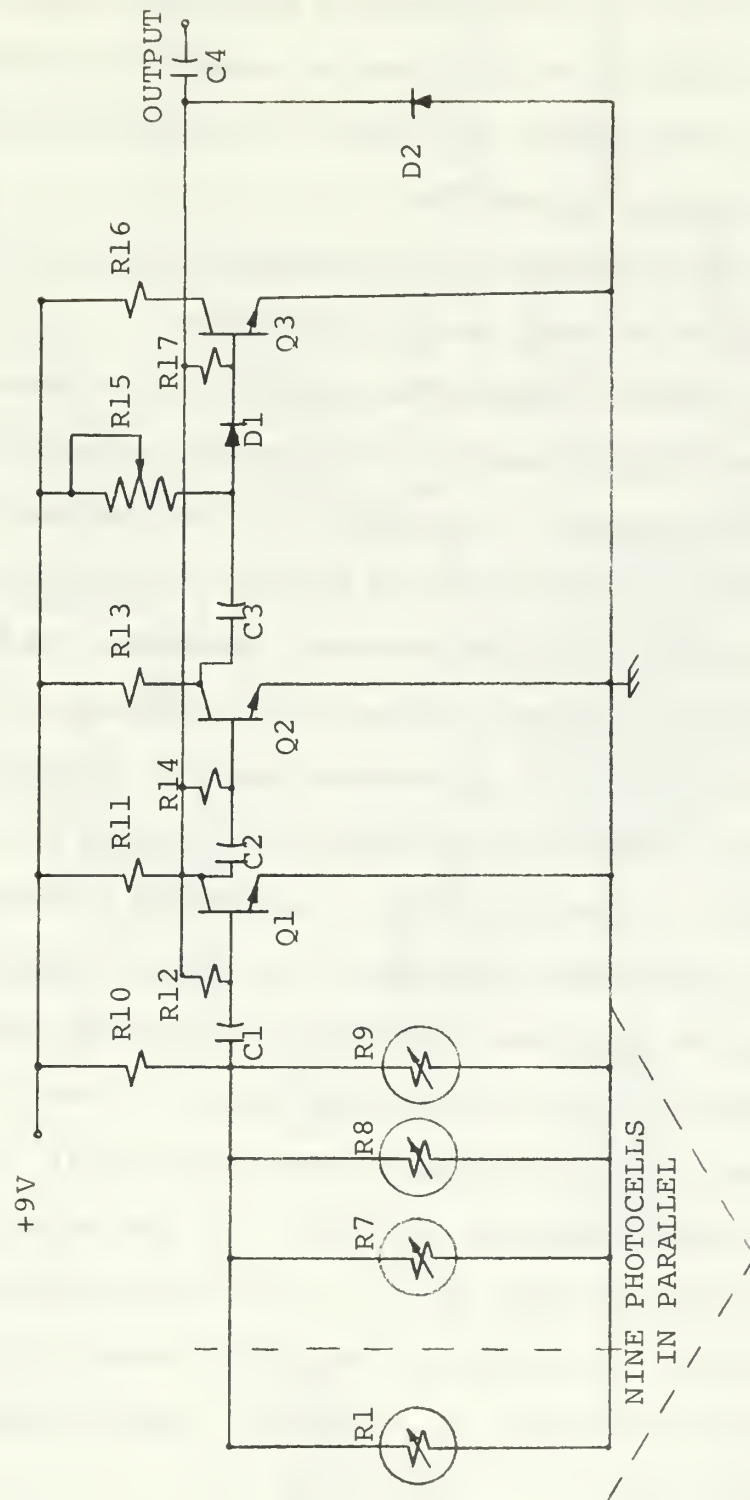 +9V
R10
R11
R13
R15
R16
OUTPUT
C4
R12
R14
R17
C1
C2
C3
D1
Q1
Q2
Q3
D2
R1
R7
R8
R9
NINE PHOTOCELLS
IN PARALLEL